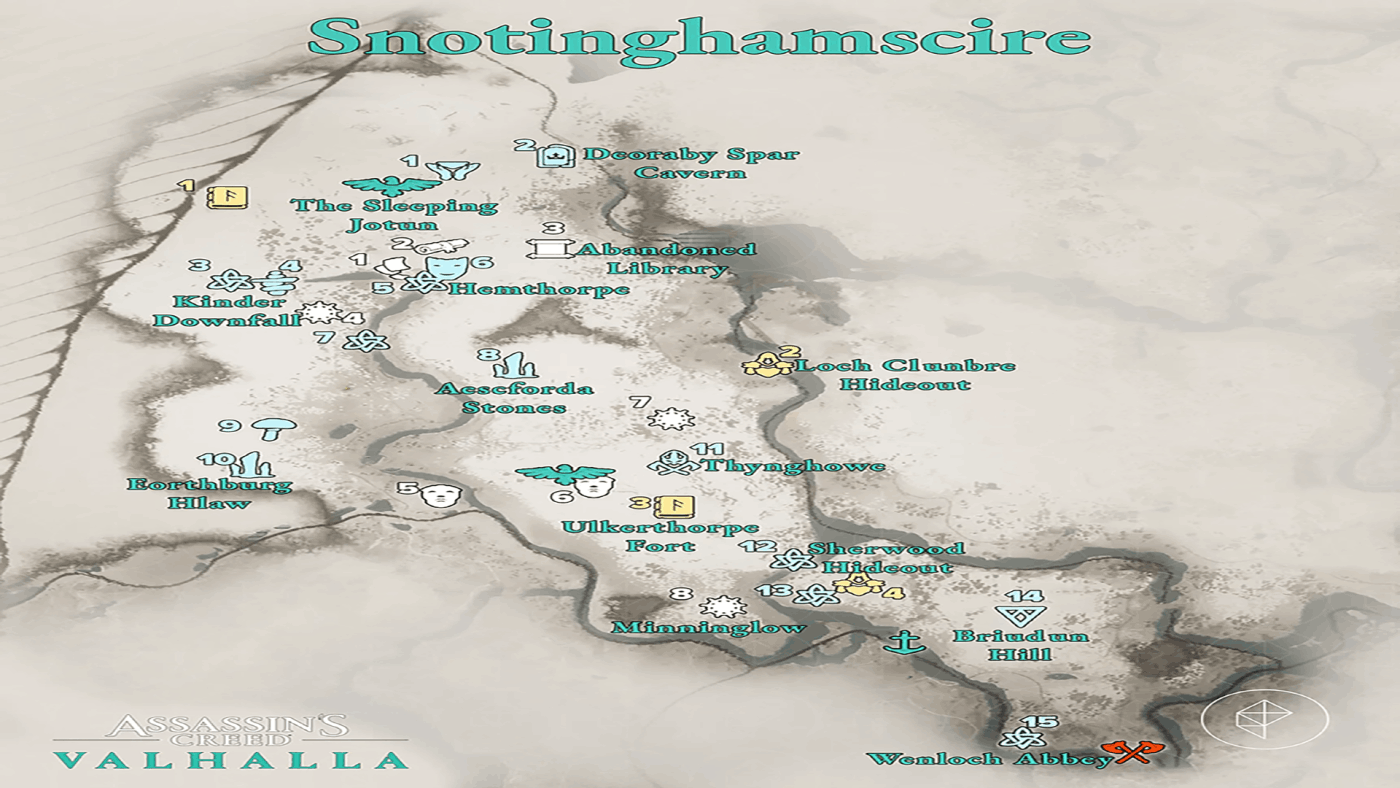 Snotinghamscire
2 Deoraby Spar
Cavern
1
1
The Sleeping
Jotun
3
Abandoned
Library
2
1
6
3
4
5
Hemthorpe
Kinder
Downfall
4
7
8
Aescforda
Stones
2
Loch Clunbre
Hideout
7
9
10
Eorthburg
Hlaw
11
Thynghowe
5
6
3
Ulkerthorpe
Fort
12
Sherwood
Hideout
13
4
8
Minninglow
14
Briudun
Hill
15
Wenloch Abbey
ASSASSIN'S
CREED
VALHALLA